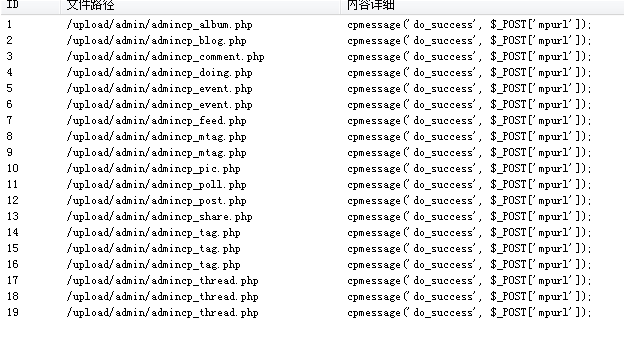 ID 文件路径 内容详细
1 /upload/admin/admincp_album.php cpmessage('do_success', $_POST['mpurl']);
2 /upload/admin/admincp_blog.php cpmessage('do_success', $_POST['mpurl']);
3 /upload/admin/admincp_comment.php cpmessage('do_success', $_POST['mpurl']);
4 /upload/admin/admincp_doing.php cpmessage('do_success', $_POST['mpurl']);
5 /upload/admin/admincp_event.php cpmessage('do_success', $_POST['mpurl']);
6 /upload/admin/admincp_event.php cpmessage('do_success', $_POST['mpurl']);
7 /upload/admin/admincp_feed.php cpmessage('do_success', $_POST['mpurl']);
8 /upload/admin/admincp_mtag.php cpmessage('do_success', $_POST['mpurl']);
9 /upload/admin/admincp_mtag.php cpmessage('do_success', $_POST['mpurl']);
10 /upload/admin/admincp_pic.php cpmessage('do_success', $_POST['mpurl']);
11 /upload/admin/admincp_poll.php cpmessage('do_success', $_POST['mpurl']);
12 /upload/admin/admincp_post.php cpmessage('do_success', $_POST['mpurl']);
13 /upload/admin/admincp_share.php cpmessage('do_success', $_POST['mpurl']);
14 /upload/admin/admincp_tag.php cpmessage('do_success', $_POST['mpurl']);
15 /upload/admin/admincp_tag.php cpmessage('do_success', $_POST['mpurl']);
16 /upload/admin/admincp_tag.php cpmessage('do_success', $_POST['mpurl']);
17 /upload/admin/admincp_thread.php cpmessage('do_success', $_POST['mpurl']);
18 /upload/admin/admincp_thread.php cpmessage('do_success', $_POST['mpurl']);
19 /upload/admin/admincp_thread.php cpmessage('do_success', $_POST['mpurl']);